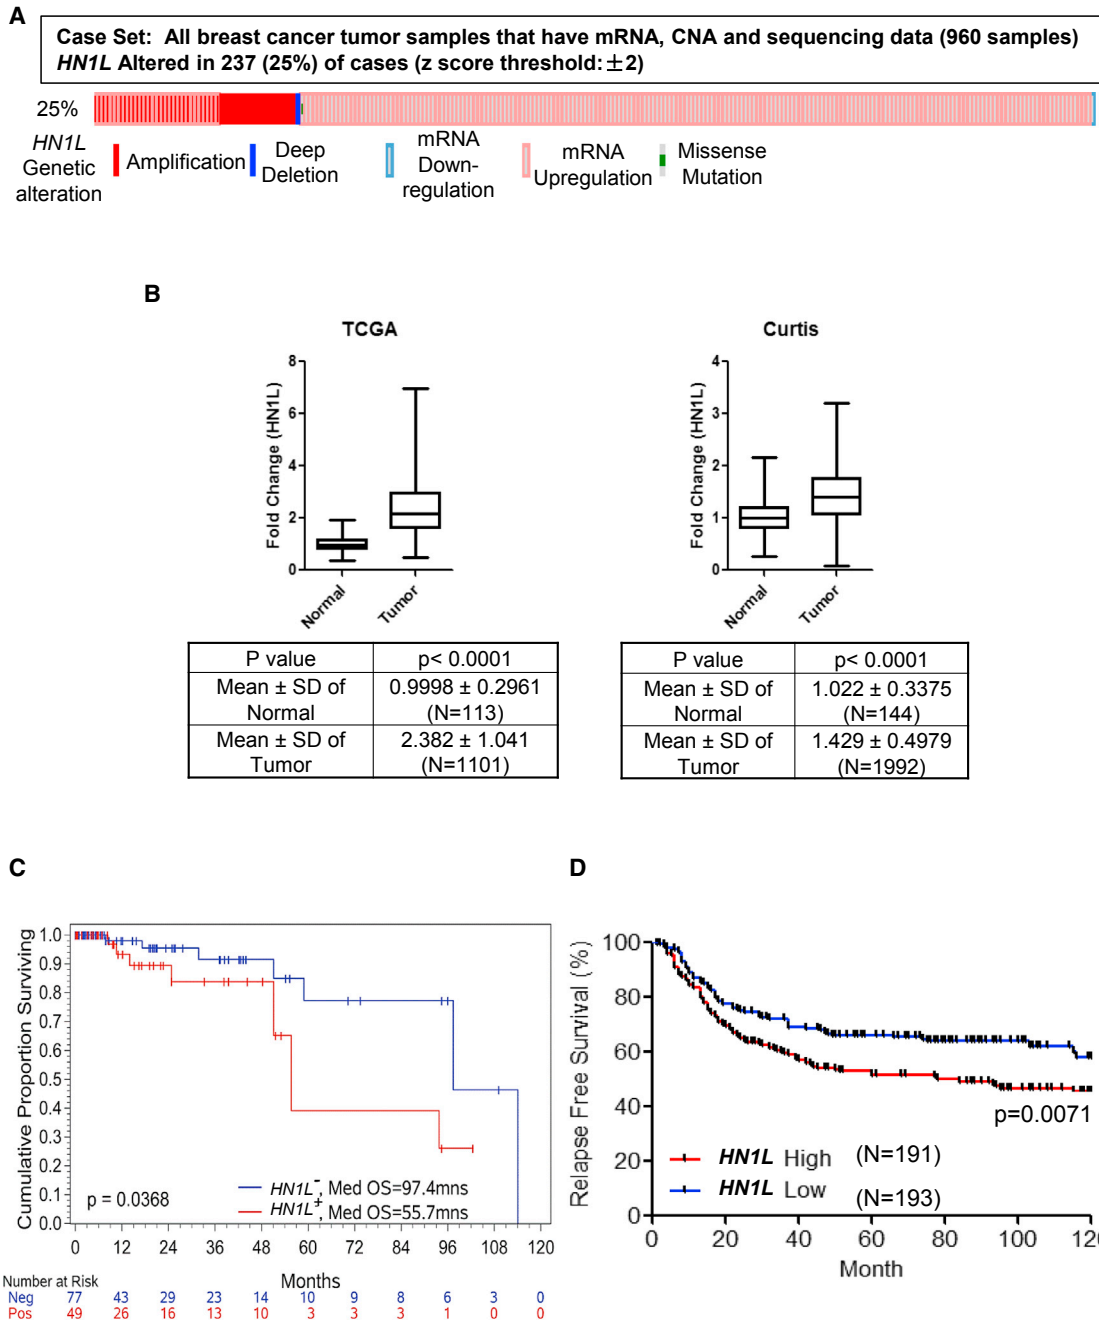 A
Case Set: All breast cancer tumor samples that have mRNA, CNA and sequencing data (960 samples)
HN1L Altered in 237 (25%) of cases (z score threshold: ±2)
25%
HN1L
Genetic
alteration
Amplification
Deep
Deletion
mRNA
Down-
regulation
mRNA
Upregulation
Missense
Mutation
B
TCGA
Fold Change (HN1L)
8
6
4
2
0
Normal
Tumor
P value p< 0.0001
Mean ± SD of
Normal
0.9998 ± 0.2961
(N=113)
Mean ± SD of
Tumor
2.382 ± 1.041
(N=1101)
Curtis
Fold Change (HN1L)
4
3
2
1
0
Normal
Tumor
P value p< 0.0001
Mean ± SD of
Normal
1.022 ± 0.3375
(N=144)
Mean ± SD of
Tumor
1.429 ± 0.4979
(N=1992)
C
Cumulative Proportion Surviving
1.0
0.9
0.8
0.7
0.6
0.5
0.4
0.3
0.2
0.1
0.0
p = 0.0368
HN1L-, Med OS=97.4mns
HN1L+, Med OS=55.7mns
0 12 24 36 48 60 72 84 96 108 120
Months
Number at Risk
Neg 77 43 29 23 14 10 9 8 6 3 0
Pos 49 26 16 13 10 3 3 3 1 0 0
D
Relapse Free Survival (%)
100
80
60
40
20
0
p=0.0071
HN1L High (N=191)
HN1L Low (N=193)
0 20 40 60 80 100
Month